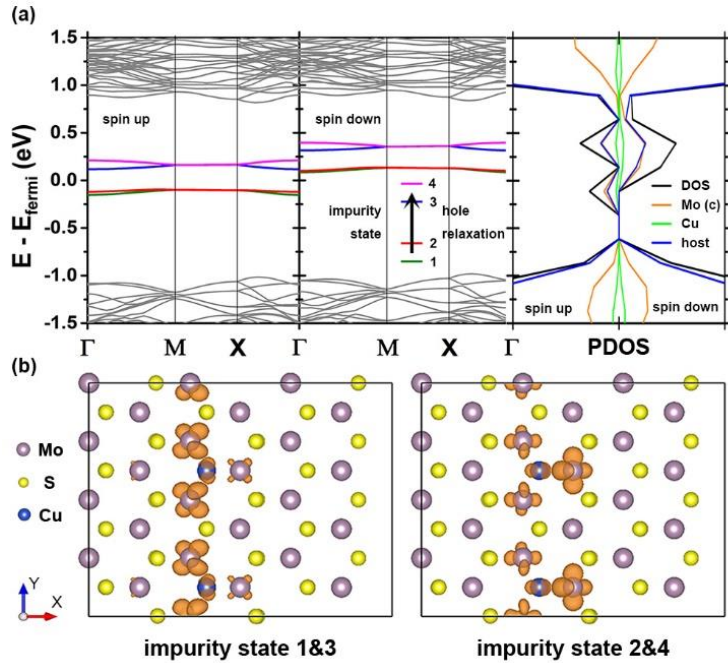 (a)
E - Efermi (eV)
1.5
1.0
0.5
0.0
-0.5
-1.0
-1.5
spin up
spin down
4
impurity 3 hole
state 2 relaxation
1
DOS
Mo (c)
Cu
host
spin up spin down
Γ M X Γ M X Γ PDOS
(b)
Mo
S
Cu
Y
X
impurity state 1&3
impurity state 2&4